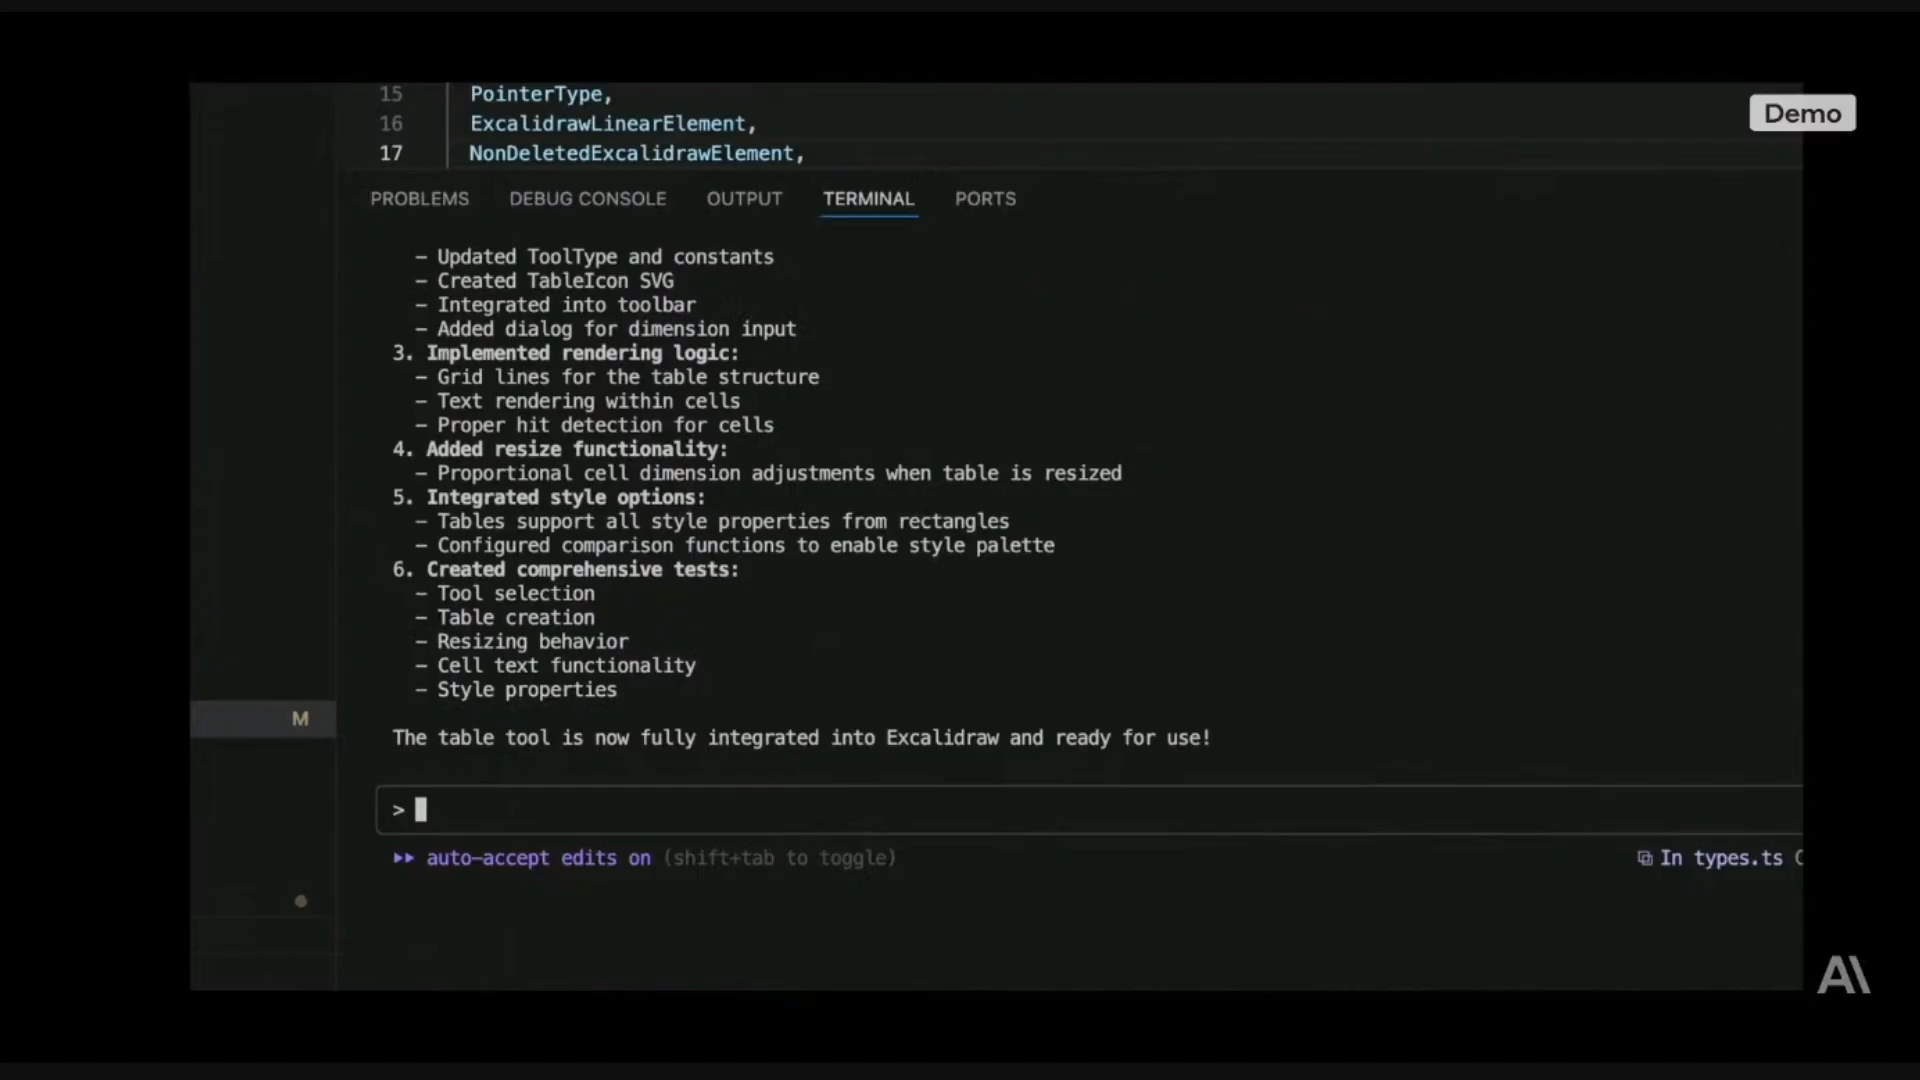 15 PointerType,
16 ExcalidrawLinearElement,
17 NonDeletedExcalidrawElement,
Demo
PROBLEMS DEBUG CONSOLE OUTPUT TERMINAL PORTS
– Updated ToolType and constants
– Created TableIcon SVG
– Integrated into toolbar
– Added dialog for dimension input
3. Implemented rendering logic:
– Grid lines for the table structure
– Text rendering within cells
– Proper hit detection for cells
4. Added resize functionality:
– Proportional cell dimension adjustments when table is resized
5. Integrated style options:
– Tables support all style properties from rectangles
– Configured comparison functions to enable style palette
6. Created comprehensive tests:
– Tool selection
– Table creation
– Resizing behavior
– Cell text functionality
– Style properties
M
The table tool is now fully integrated into Excalidraw and ready for use!
>
auto-accept edits on (shift+tab to toggle)
In types.ts
A\